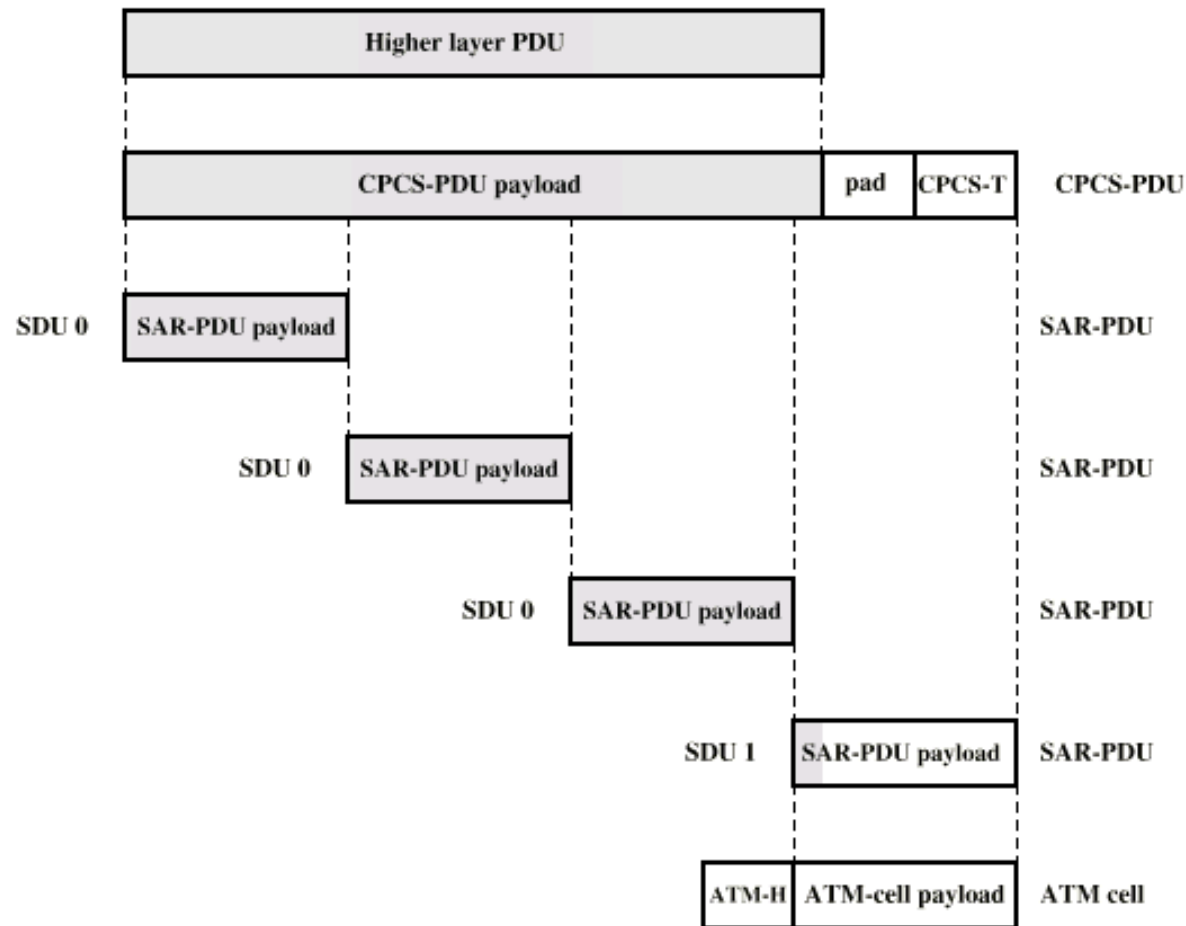 Higher layer PDU
CPCS-PDU payload pad CPCS-T CPCS-PDU
SDU 0 SAR-PDU payload SAR-PDU
SDU 0 SAR-PDU payload SAR-PDU
SDU 0 SAR-PDU payload SAR-PDU
SDU 1 SAR-PDU payload SAR-PDU
ATM-H ATM-cell payload ATM cell